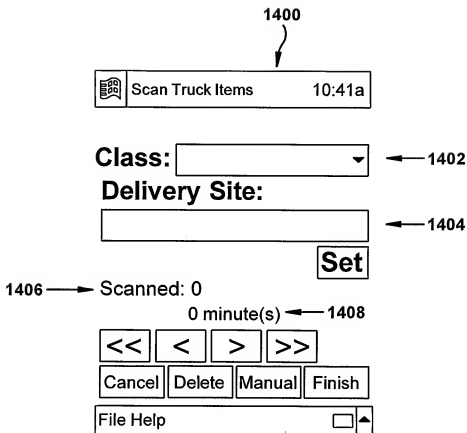 1400
Scan Truck Items 10:41a
Class: 1402
Delivery Site:
1404
Set
1406 Scanned: 0
0 minute(s) 1408
<< < > >>
Cancel Delete Manual Finish
File Help